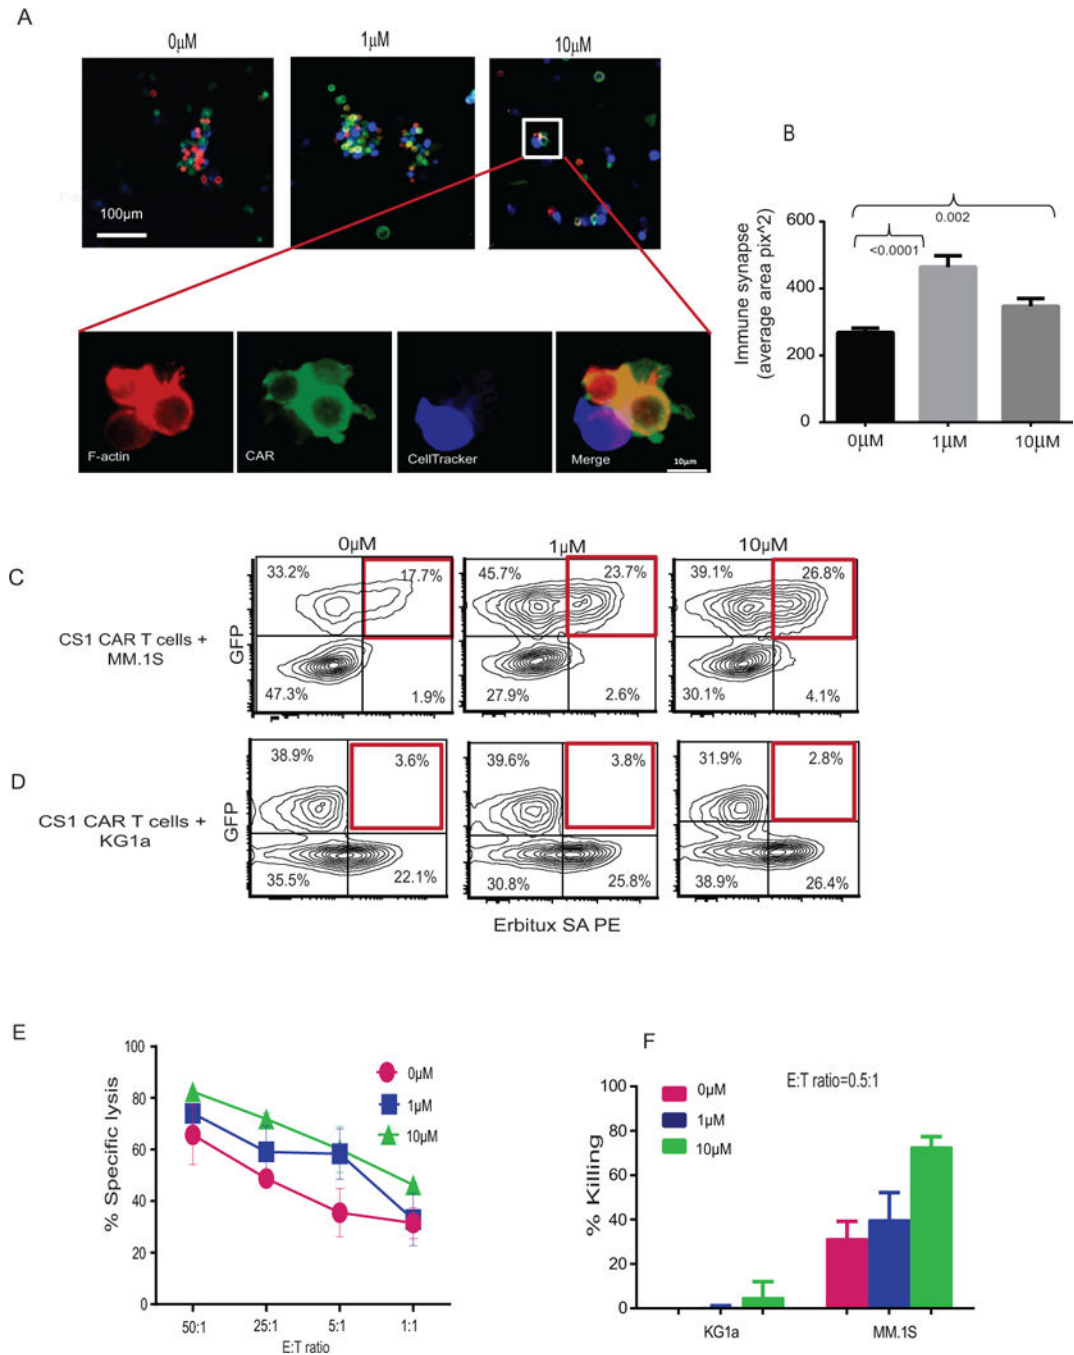 A
0μM
1μM
10μM
100μm
F-actin
CAR
CellTracker
Merge
10μm
B
Immune synapse
(average area pix^2)
600
400
200
0
0.002
<0.0001
0μM
1μM
10μM
C
CS1 CAR T cells +
MM.1S
GFP
0μM
1μM
10μM
33.2%
17.7%
47.3%
1.9%
45.7%
23.7%
27.9%
2.6%
39.1%
26.8%
30.1%
4.1%
D
CS1 CAR T cells +
KG1a
GFP
38.9%
3.6%
35.5%
22.1%
39.6%
3.8%
30.8%
25.8%
31.9%
2.8%
38.9%
26.4%
Erbitux SA PE
E
% Specific lysis
100
80
60
40
20
0
0μM
1μM
10μM
50:1
25:1
5:1
1:1
E:T ratio
F
E:T ratio=0.5:1
% Killing
100
80
60
40
20
0
0μM
1μM
10μM
KG1a
MM.1S